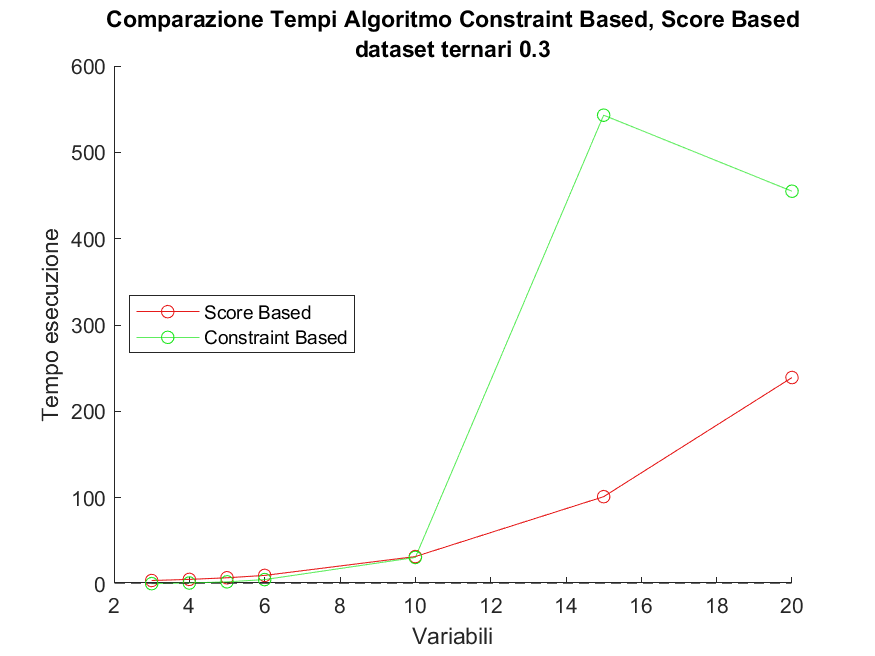 Comparazione Tempi Algoritmo Constraint Based, Score Based
dataset ternari 0.3
600
500
400
300
200
100
0
Tempo esecuzione
Score Based
Constraint Based
2 4 6 8 10 12 14 16 18 20
Variabili